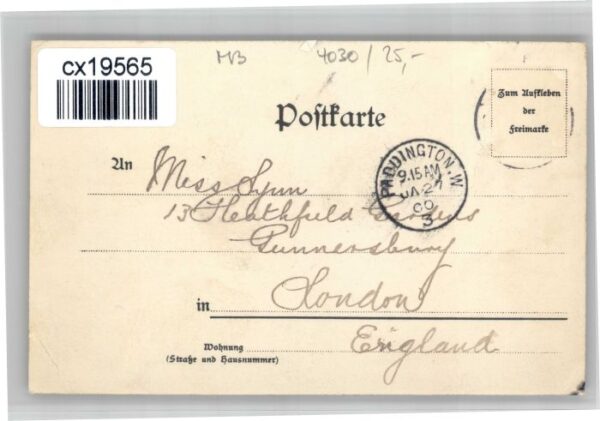 cx19565
MB 4030/25,-
Postkarte
Zum Aufkleben
der
Freimarke
PADDINGTON.W
9.15 AM
JA 27
00
3
An Miss Lynn
13 Heathfield Gardens
Gunnersbury
in London
England
Wohnung
(Straße und Hausnummer)